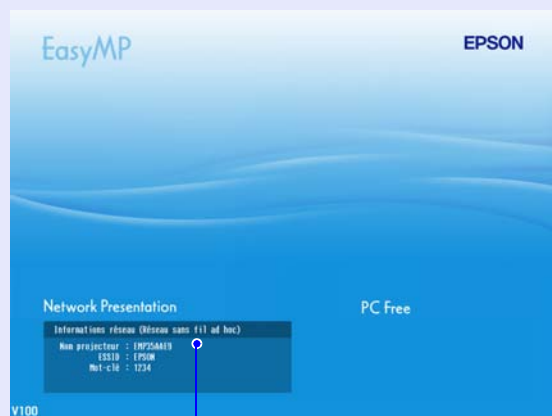 EasyMP
EPSON
Network Presentation
PC Free
Informations réseau (Réseau sans fil ad hoc)
Nom projecteur : EMP35A4E9
ESSID : EPSON
Mot-clé : 1234
V100